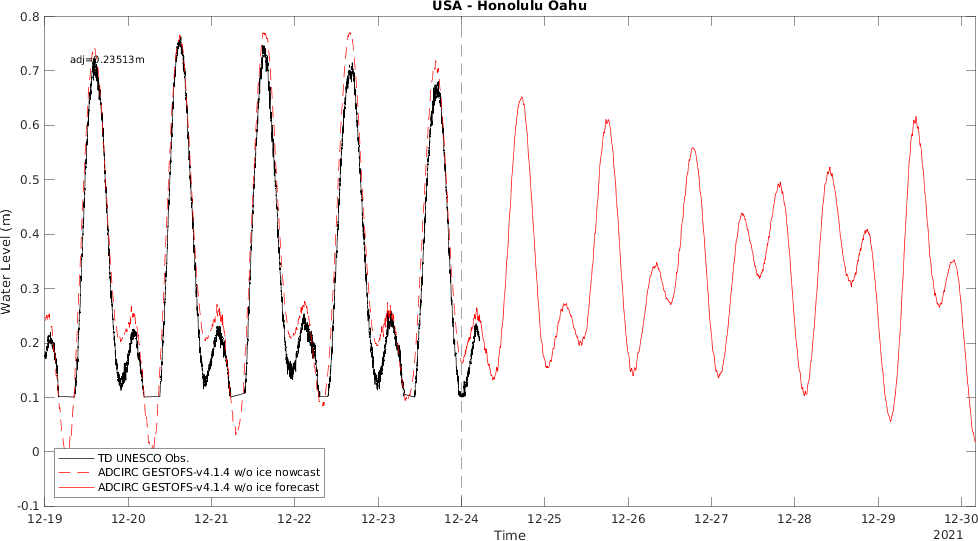 USA - Honolulu Oahu
0.8
0.7
0.6
0.5
0.4
0.3
0.2
0.1
0
-0.1
Water Level (m)
adj=0.23513m
TD UNESCO Obs.
ADCIRC GESTOFS-v4.1.4 w/o ice nowcast
ADCIRC GESTOFS-v4.1.4 w/o ice forecast
12-19 12-20 12-21 12-22 12-23 12-24 12-25 12-26 12-27 12-28 12-29 12-30
Time
2021